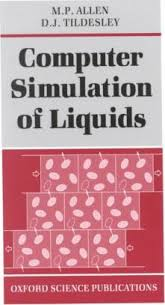 M.P. ALLEN
D.J. TILDESLEY
Computer
Simulation
of Liquids
OXFORD SCIENCE PUBLICATIONS